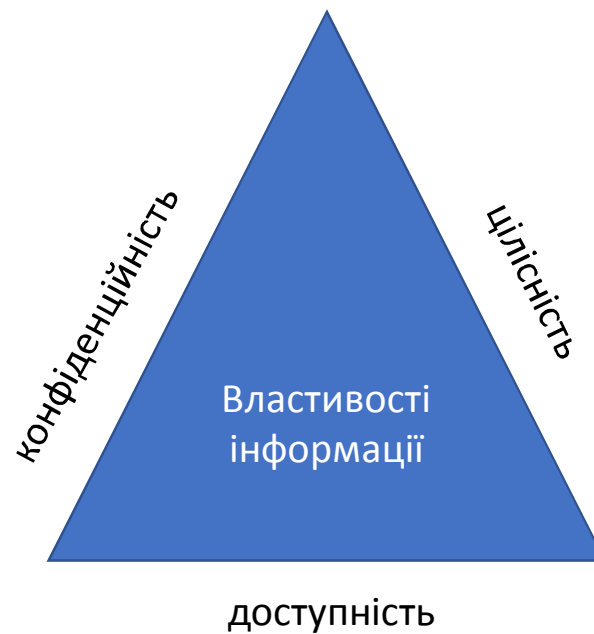 конфіденційність
цілісність
Властивості
інформації
доступність